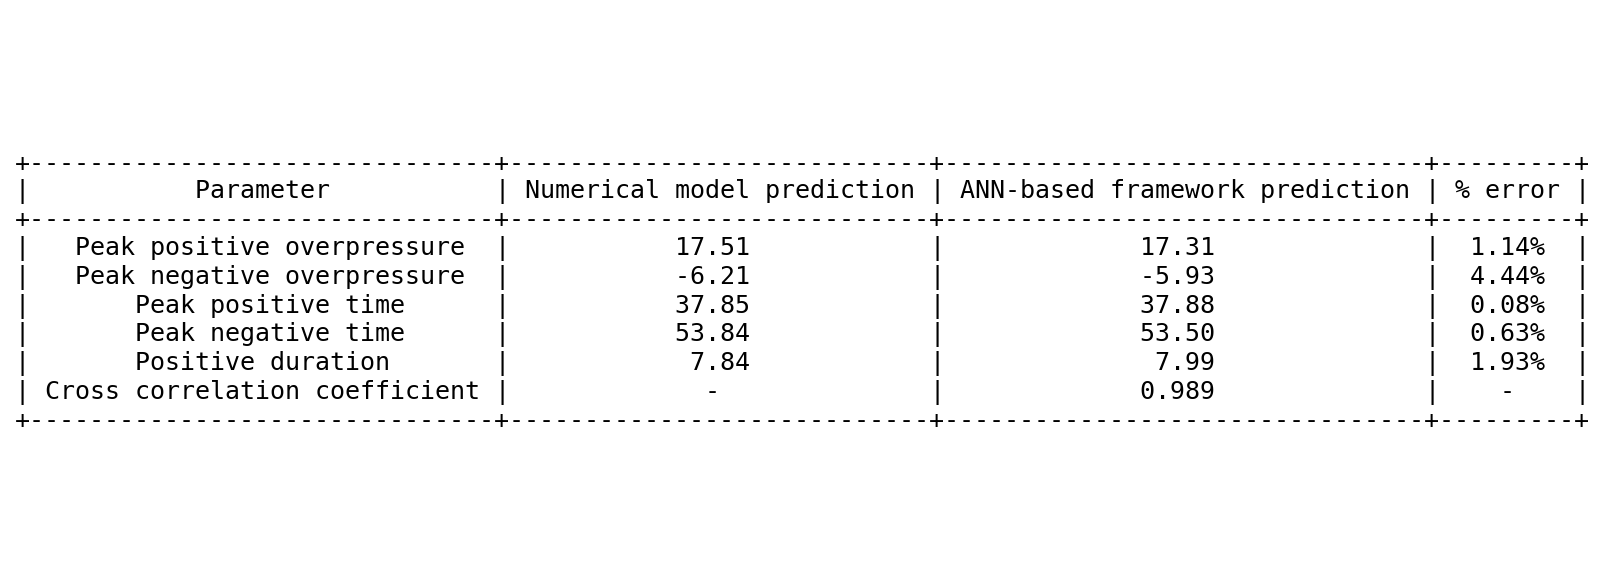 +-------------------------------+----------------------------+--------------------------------+---------+
|           Parameter           | Numerical model prediction | ANN-based framework prediction | % error |
+-------------------------------+----------------------------+--------------------------------+---------+
|   Peak positive overpressure  |           17.51            |             17.31              |  1.14%  |
|   Peak negative overpressure  |           -6.21            |             -5.93              |  4.44%  |
|       Peak positive time      |           37.85            |             37.88              |  0.08%  |
|       Peak negative time      |           53.84            |             53.50              |  0.63%  |
|       Positive duration       |            7.84            |              7.99              |  1.93%  |
| Cross correlation coefficient |             -              |             0.989              |    -    |
+-------------------------------+----------------------------+--------------------------------+---------+